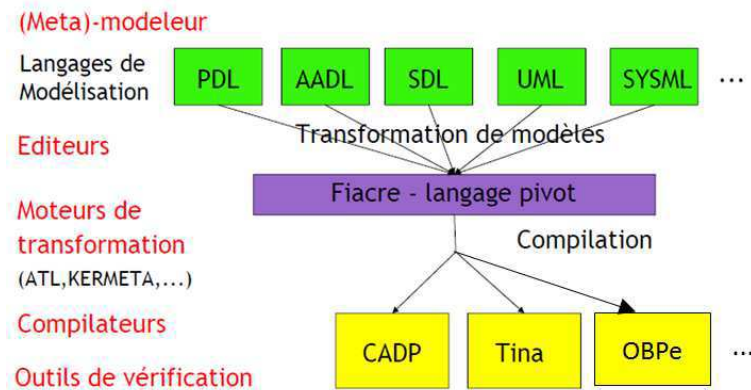 (Meta)-modeleur
Langages de
Modélisation
PDL
AADL
SDL
UML
SYSML
...
Editeurs
Transformation de modèles
Fiacre - langage pivot
Moteurs de
transformation
(ATL,KERMETA,...)
Compilation
Compilateurs
CADP
Tina
OBPe
...
Outils de vérification